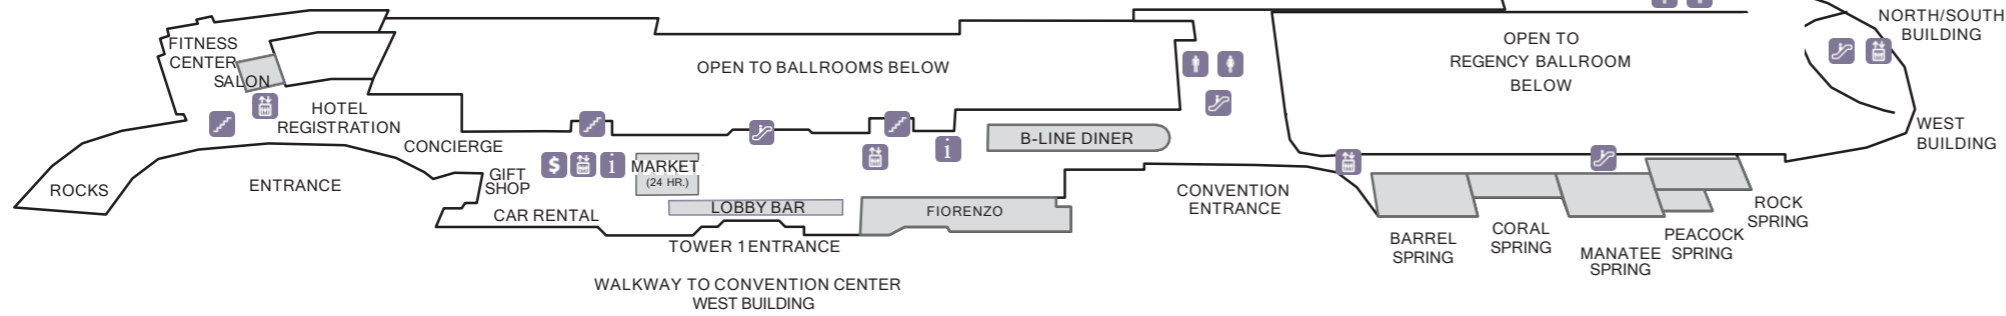 FITNESS
CENTER
SALON
HOTEL
REGISTRATION
CONCIERGE
ROCKS
ENTRANCE
GIFT
SHOP
CAR RENTAL
$
i
MARKET
(24 HR.)
LOBBY BAR
TOWER 1 ENTRANCE
WALKWAY TO CONVENTION CENTER
WEST BUILDING
OPEN TO BALLROOMS BELOW
i
B-LINE DINER
FIORENZO
CONVENTION
ENTRANCE
OPEN TO
REGENCY BALLROOM
BELOW
BARREL
SPRING
CORAL
SPRING
MANATEE
SPRING
PEACOCK
SPRING
ROCK
SPRING
NORTH/SOUTH
BUILDING
WEST
BUILDING